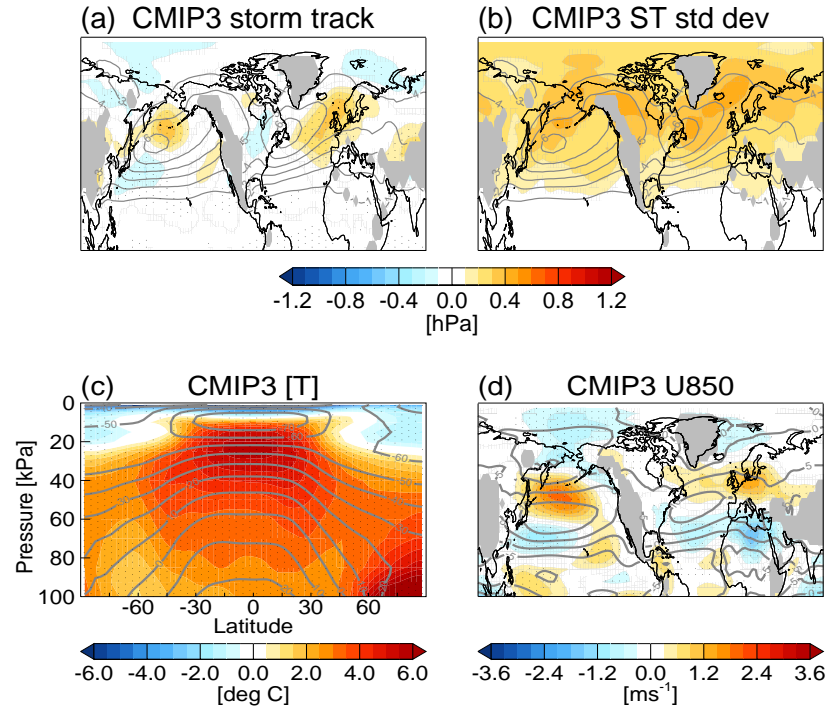 (a) CMIP3 storm track
(b) CMIP3 ST std dev
-1.2 -0.8 -0.4 0.0 0.4 0.8 1.2
[hPa]
(c) CMIP3 [T]
(d) CMIP3 U850
Pressure [kPa]
0
20
40
60
80
100
-60 -30 0 30 60
Latitude
-6.0 -4.0 -2.0 0.0 2.0 4.0 6.0
[deg C]
-3.6 -2.4 -1.2 0.0 1.2 2.4 3.6
[ms-1]